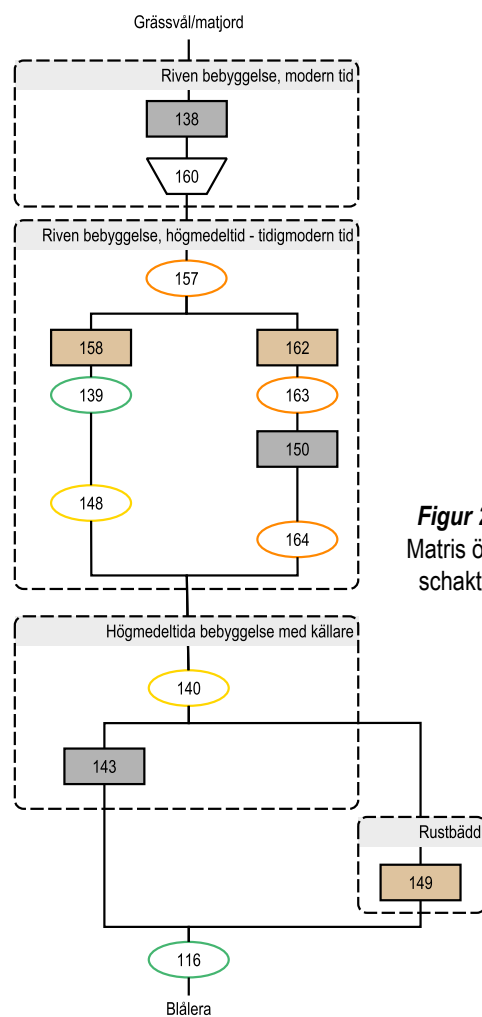 Grässvål/matjord
Riven bebyggelse, modern tid
138
160
Riven bebyggelse, högmedeltid - tidigmodern tid
157
158
162
139
163
150
148
164
Figur 2
Matris ö
schakt
Högmedeltida bebyggelse med källare
140
143
Rustbädd
149
116
Blålera